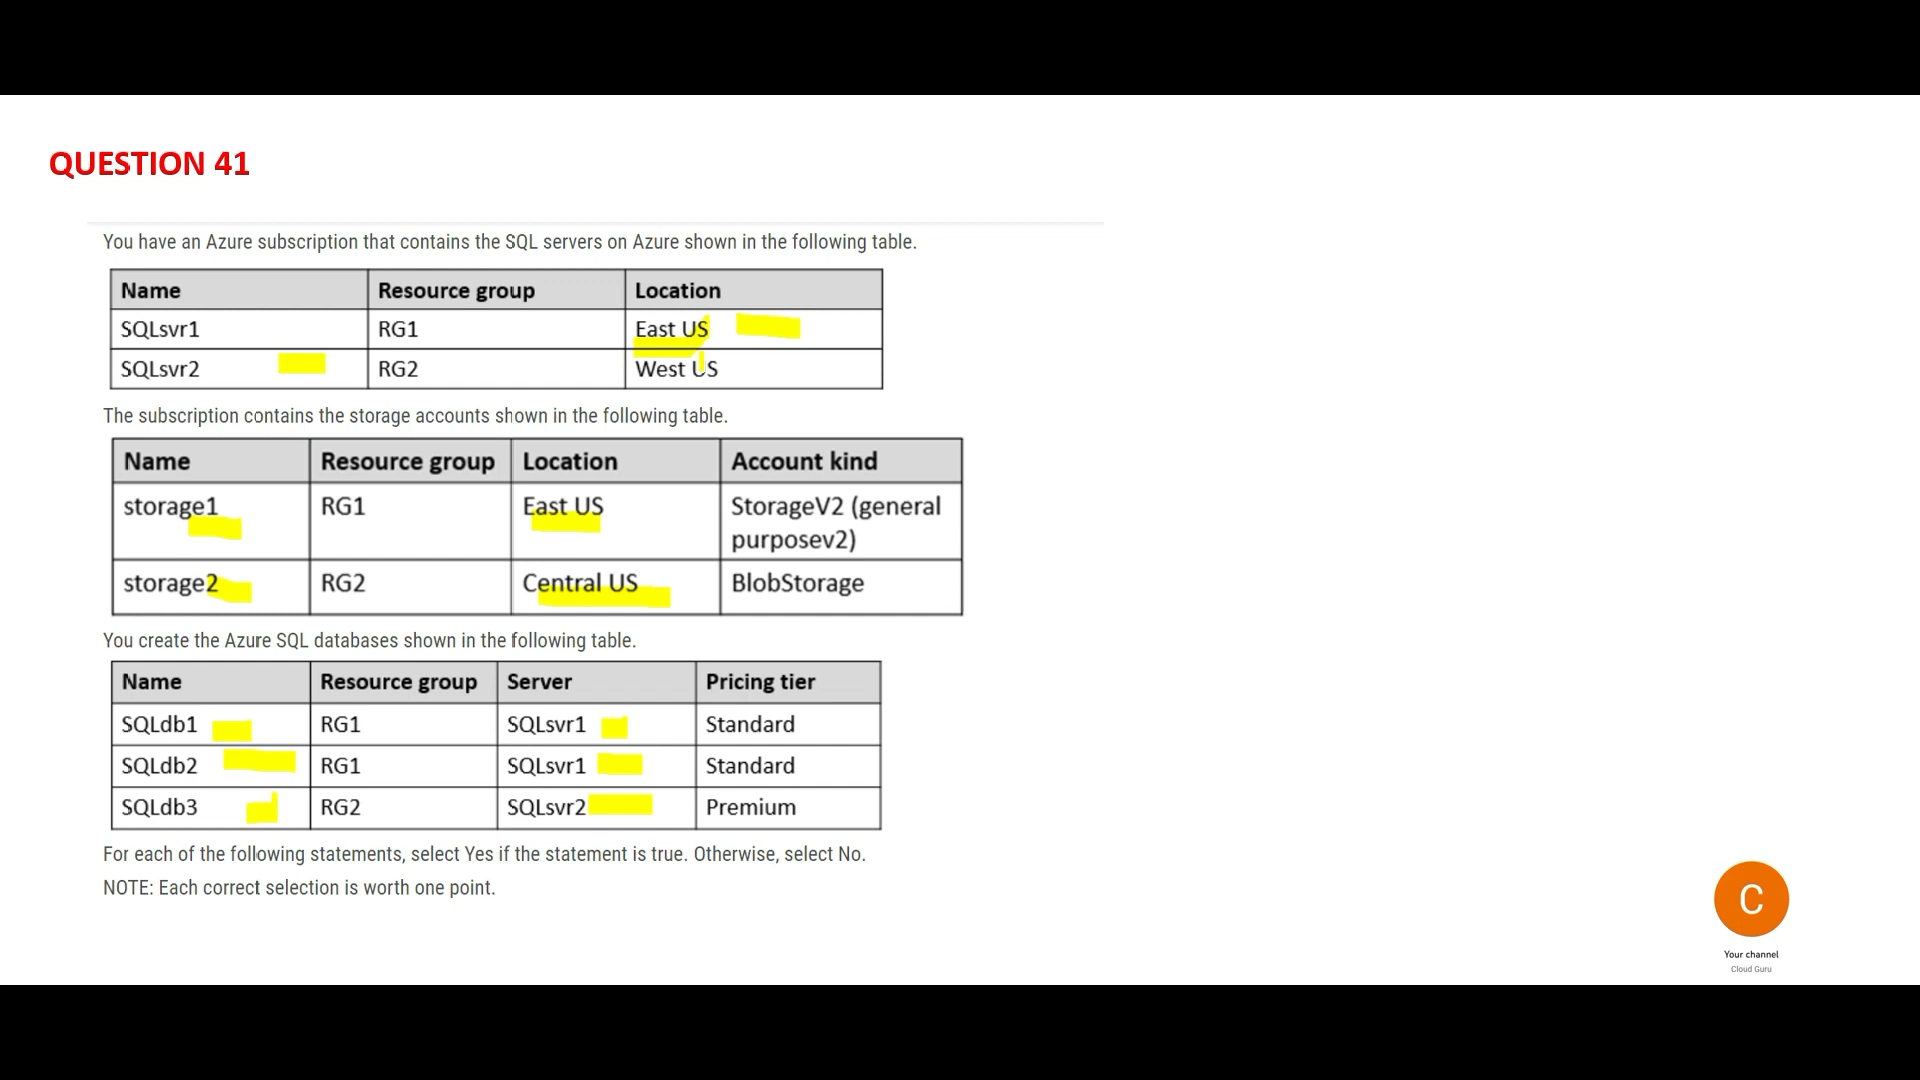 QUESTION 41
You have an Azure subscription that contains the SQL servers on Azure shown in the following table.
Name Resource group Location
SQLsvr1 RG1 East US
SQLsvr2 RG2 West US
The subscription contains the storage accounts shown in the following table.
Name Resource group Location Account kind
storage1 RG1 East US StorageV2 (general
purposev2)
storage2 RG2 Central US BlobStorage
You create the Azure SQL databases shown in the following table.
Name Resource group Server Pricing tier
SQLdb1 RG1 SQLsvr1 Standard
SQLdb2 RG1 SQLsvr1 Standard
SQLdb3 RG2 SQLsvr2 Premium
For each of the following statements, select Yes if the statement is true. Otherwise, select No.
NOTE: Each correct selection is worth one point.
C
Your channel
Cloud Guru